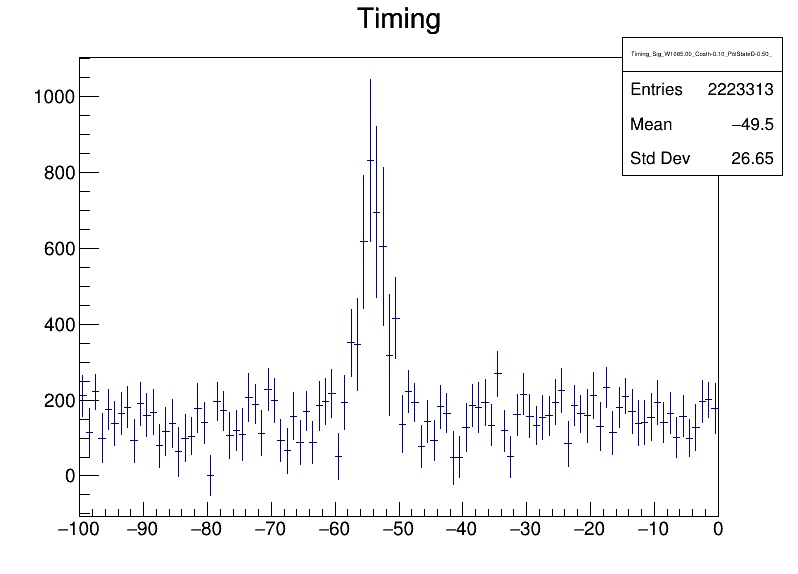 Timing
Timing_Sig_W1085.00_Costh-0.10_PolStateD-0.50_
Entries 2223313
Mean −49.5
Std Dev 26.65
1000
800
600
400
200
0
−100 −90 −80 −70 −60 −50 −40 −30 −20 −10 0